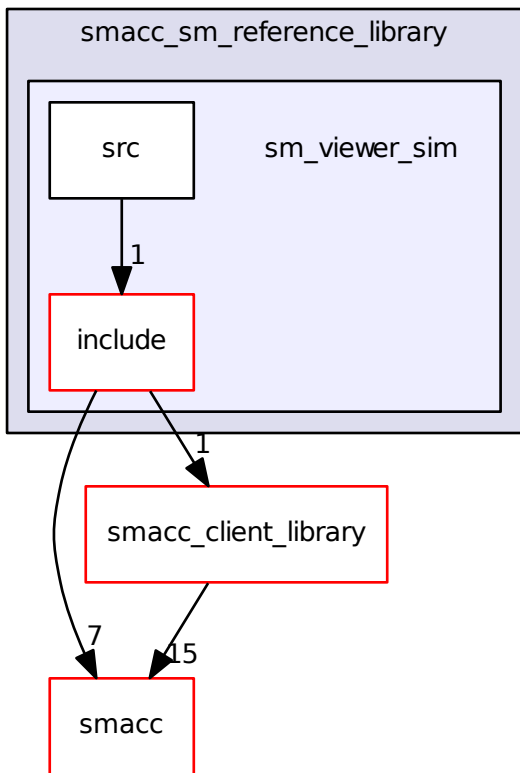 smacc_sm_reference_library
src
sm_viewer_sim
1
include
1
smacc_client_library
7
15
smacc